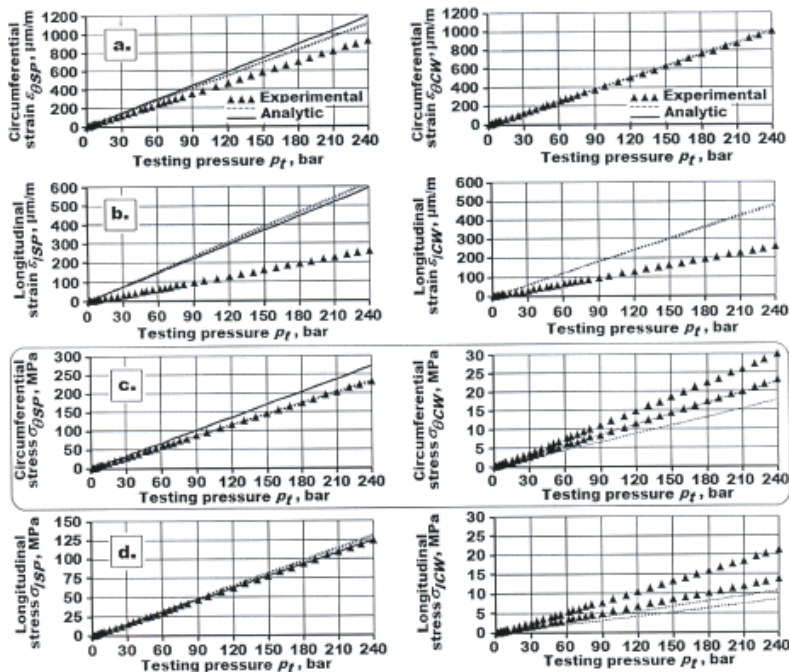 1200
1000
800
600
400
200
0
0 30 60 90 120 150 180 210 240
Circumferential
strain εθSP, µm/m
a.
Experimental
Analytic
Testing pressure pt, bar
1200
1000
800
600
400
200
0
0 30 60 90 120 150 180 210 240
Circumferential
strain εθCW, µm/m
Experimental
Analytic
Testing pressure pt, bar
600
500
400
300
200
100
0
0 30 60 90 120 150 180 210 240
Longitudinal
strain εlSP, µm/m
b.
Testing pressure pt, bar
600
500
400
300
200
100
0
0 30 60 90 120 150 180 210 240
Longitudinal
strain εlCW, µm/m
Testing pressure pt, bar
300
250
200
150
100
50
0
0 30 60 90 120 150 180 210 240
Circumferential
stress σθSP, MPa
c.
Testing pressure pt, bar
30
25
20
15
10
5
0
0 30 60 90 120 150 180 210 240
Circumferential
stress σθCW, MPa
Testing pressure pt, bar
150
125
100
75
50
25
0
0 30 60 90 120 150 180 210 240
Longitudinal
stress σlSP, MPa
d.
Testing pressure pt, bar
30
25
20
15
10
5
0
0 30 60 90 120 150 180 210 240
Longitudinal
stress σlCW, MPa
Testing pressure pt, bar